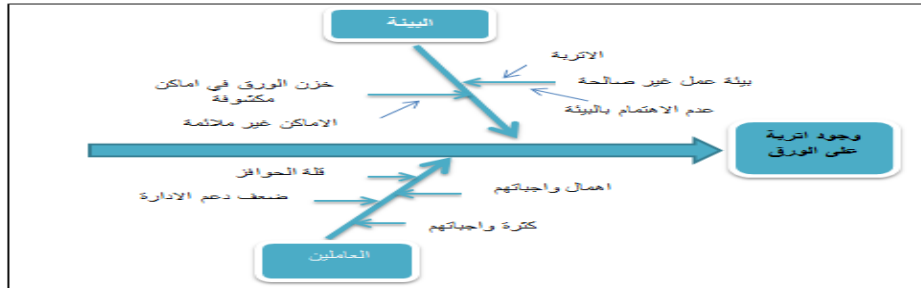 البيئة
الاتربة
بيئة عمل غير صالحة
عدم الاهتمام بالبيئة
خزن الورق في اماكن
مكشوفة
الاماكن غير ملائمة
وجود اتربة
على الورق
قلة الحوافز
اهمال واجباتهم
ضعف دعم الادارة
كثرة واجباتهم
العاملين